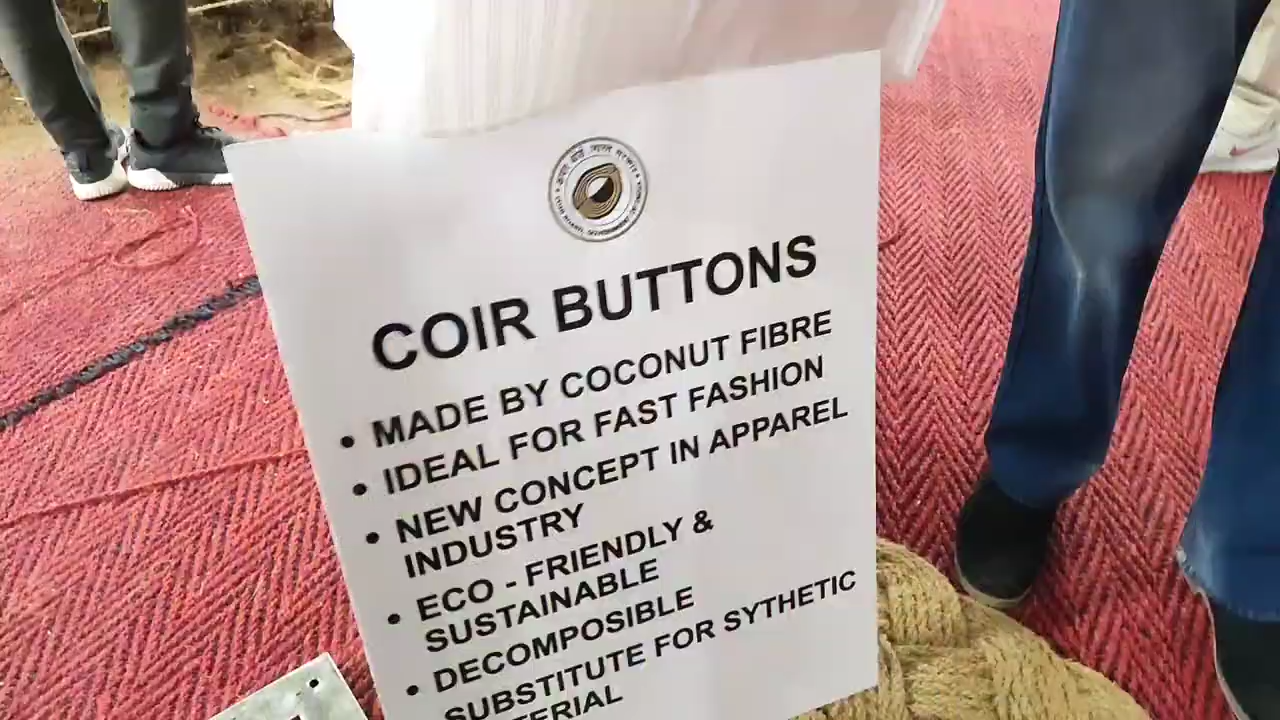 COIR BUTTONS
• MADE BY COCONUT FIBRE
• IDEAL FOR FAST FASHION
• NEW CONCEPT IN APPAREL
INDUSTRY
• ECO - FRIENDLY &
SUSTAINABLE
• DECOMPOSIBLE
SUBSTITUTE FOR SYTHETIC